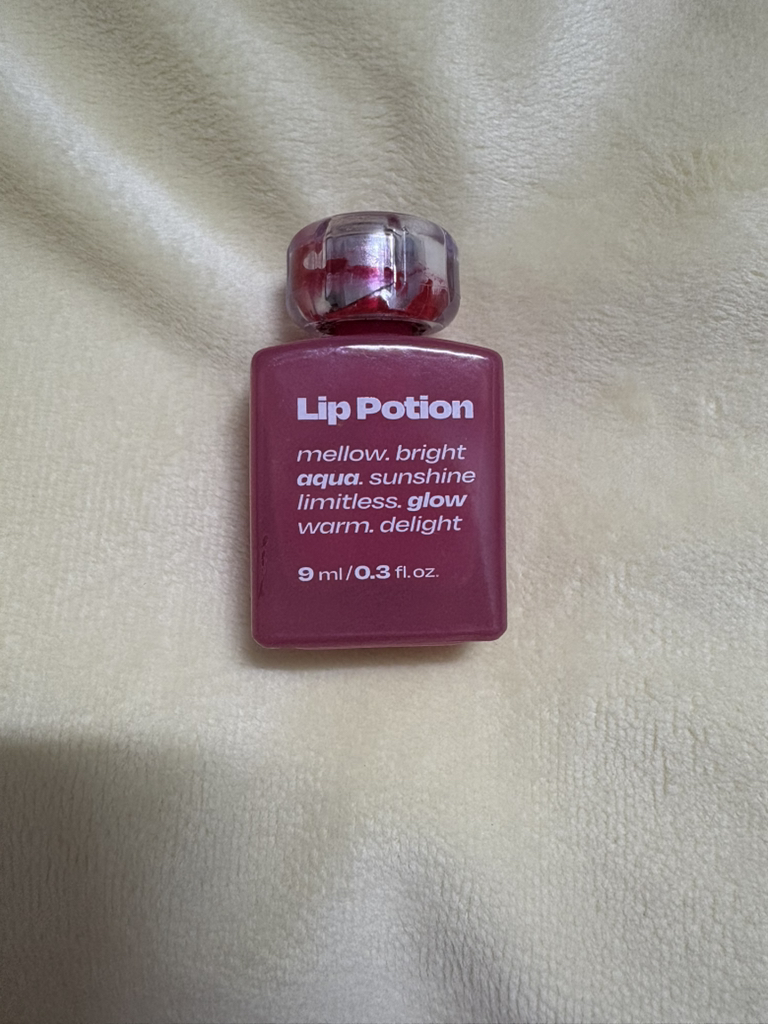 Lip Potion
mellow. bright
aqua. sunshine
limitless. glow
warm. delight
9 ml/0.3 fl.oz.